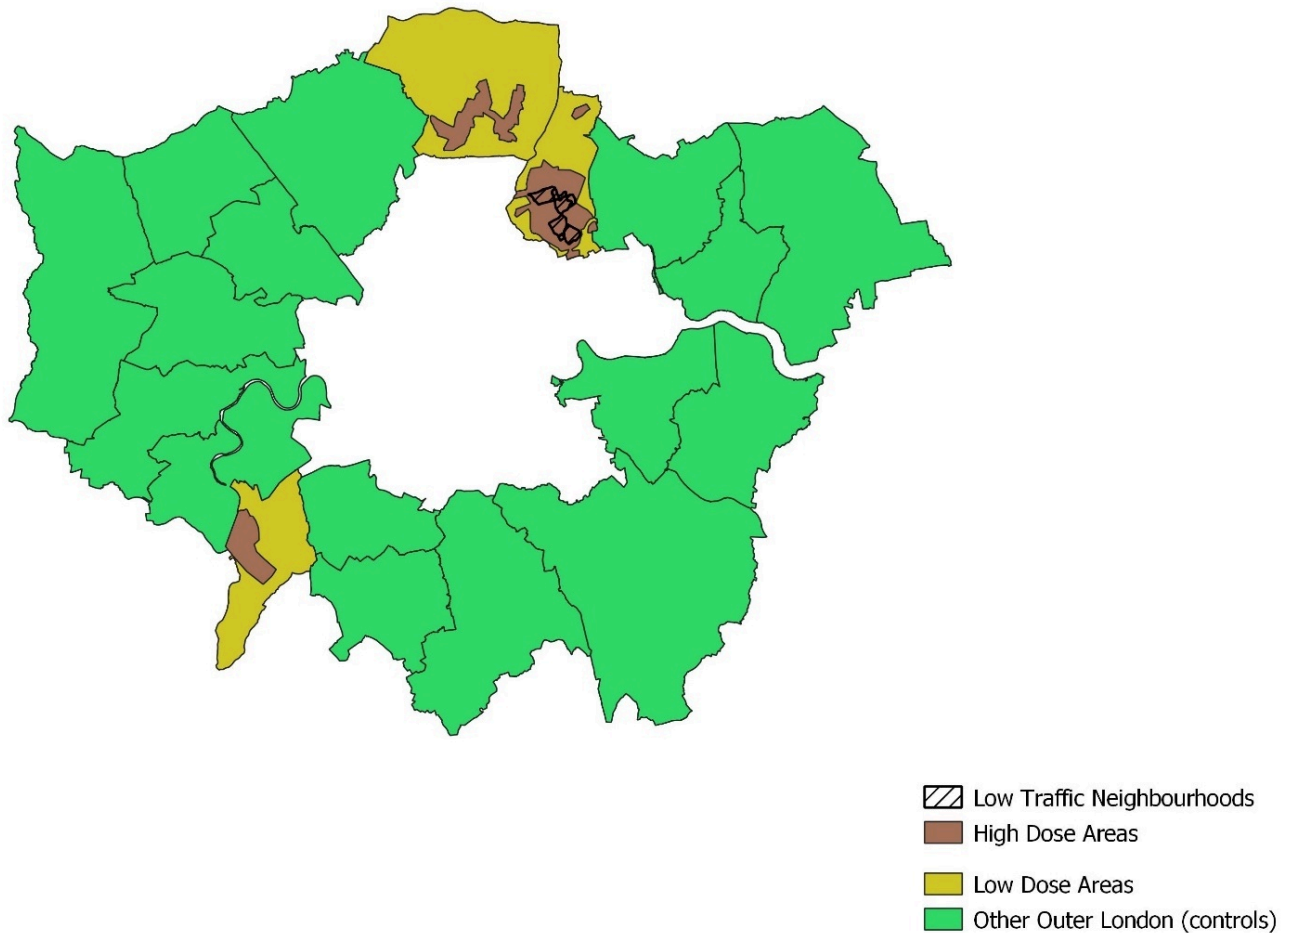 Low Traffic Neighbourhoods
High Dose Areas
Low Dose Areas
Other Outer London (controls)